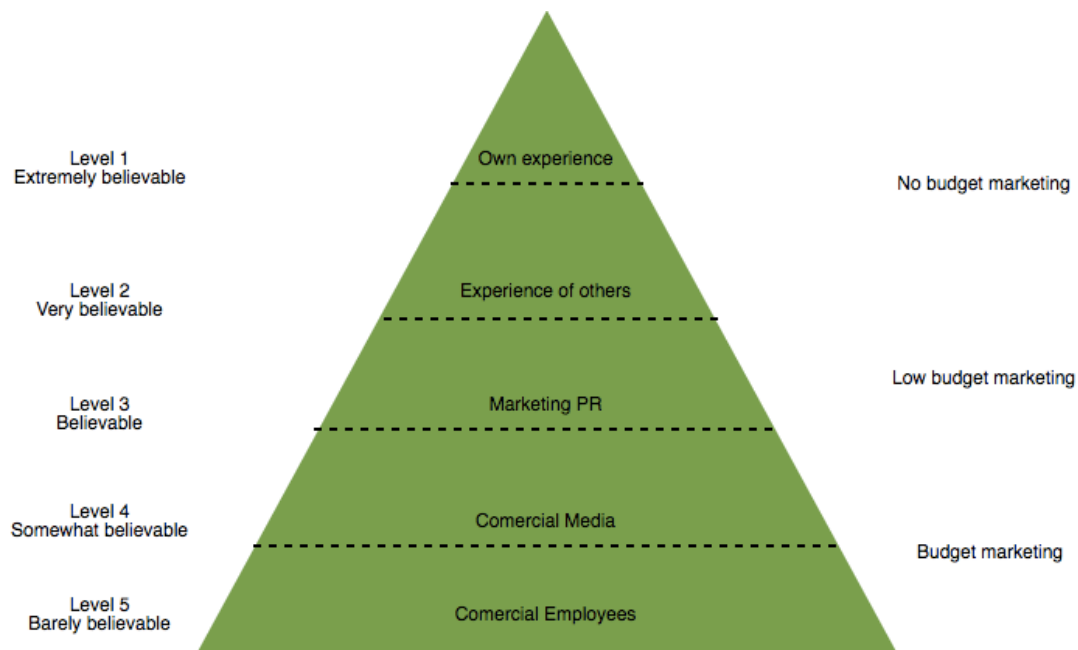 Level 1
Extremely believable
Own experience
No budget marketing
Level 2
Very believable
Experience of others
Low budget marketing
Level 3
Believable
Marketing PR
Level 4
Somewhat believable
Comercial Media
Budget marketing
Level 5
Barely believable
Comercial Employees